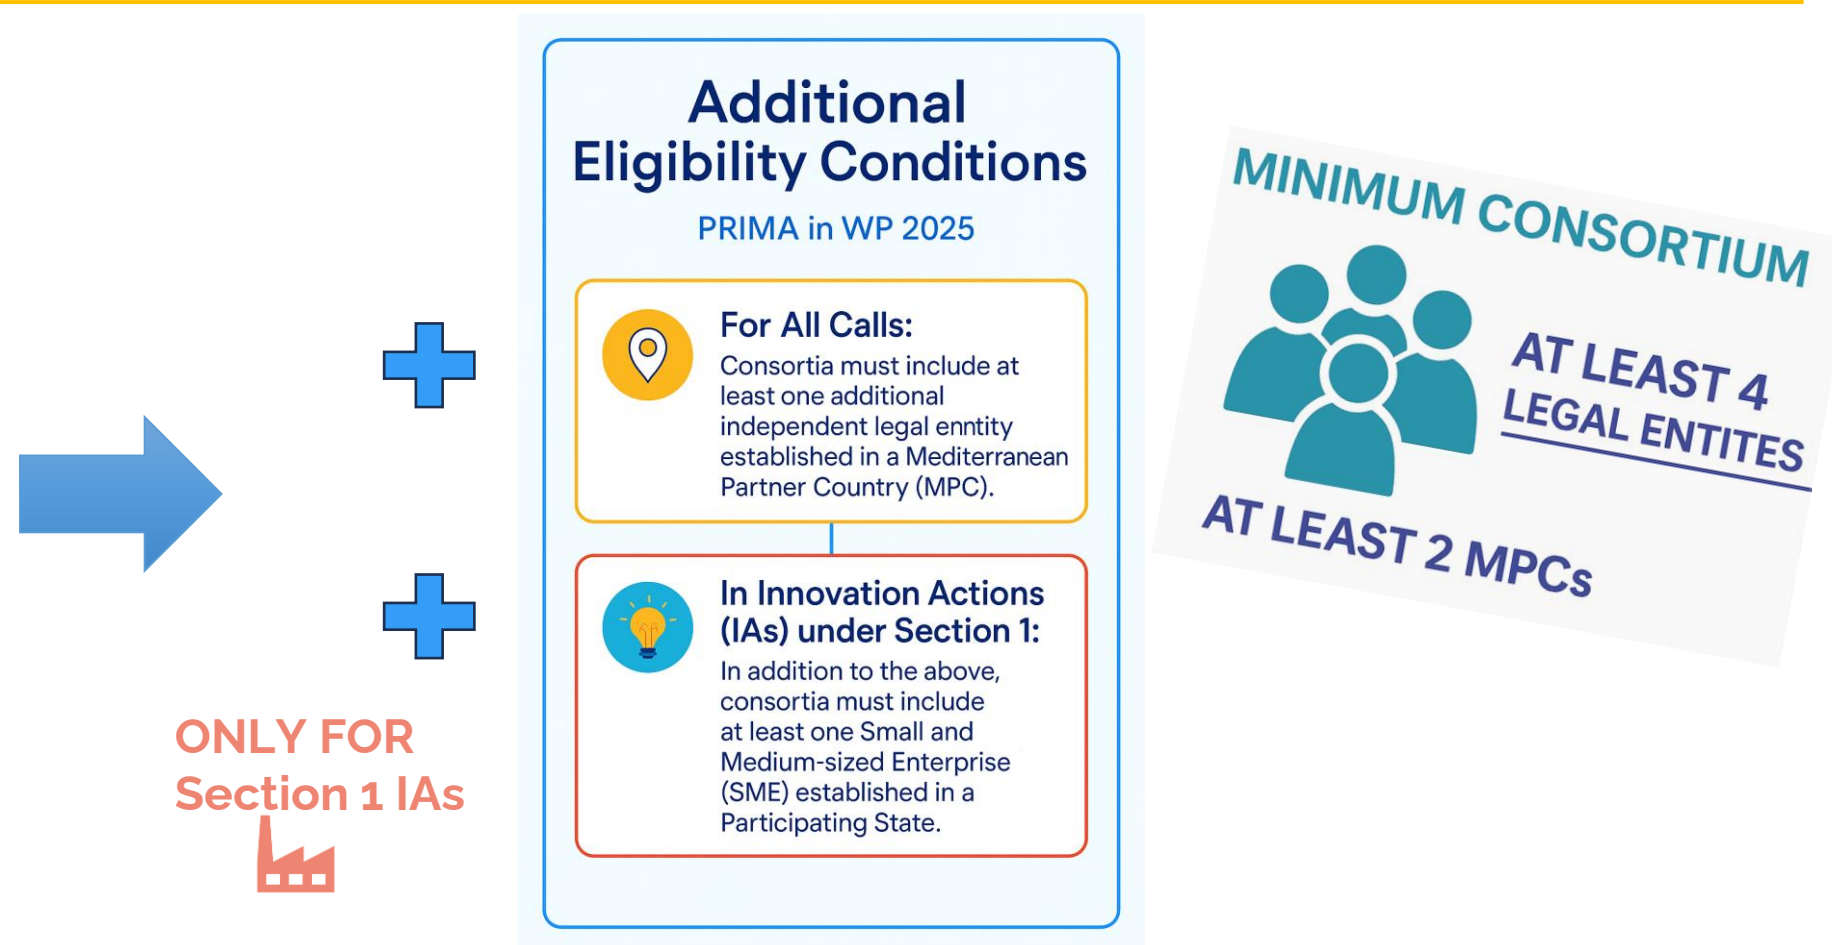 Additional
Eligibility Conditions
PRIMA in WP 2025
For All Calls:
Consortia must include at
least one additional
independent legal enntity
established in a Mediterranean
Partner Country (MPC).
In Innovation Actions
(IAs) under Section 1:
In addition to the above,
consortia must include
at least one Small and
Medium-sized Enterprise
(SME) established in a
Participating State.
ONLY FOR
Section 1 IAs
MINIMUM CONSORTIUM
AT LEAST 4
LEGAL ENTITES
AT LEAST 2 MPCs